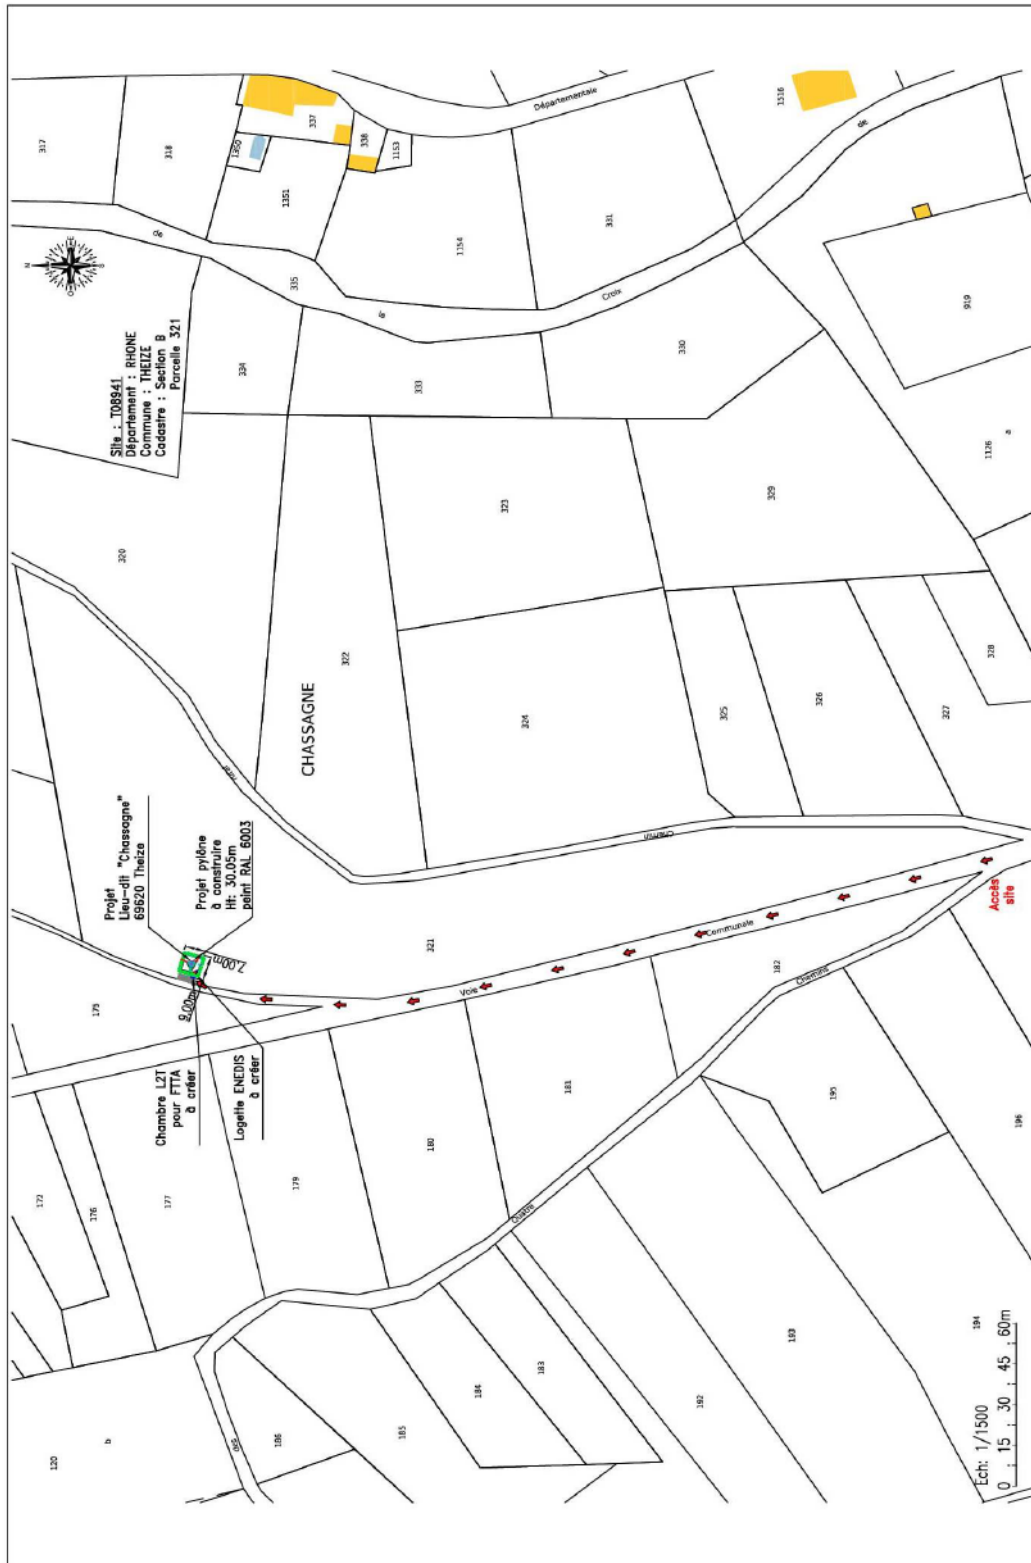 Site : T08941
Département : RHONE
Commune : THEIZE
Cadastre : Section B
Parcelle 321
N
E
S
O
Projet
Lieu-dit "Chassagne"
69620 Theize
Projet pylône
à construire
Ht: 30.05m
peint RAL 6003
7.00m
9.00m
Chambre L2T
pour FTTA
à créer
Logette ENEDIS
à créer
CHASSAGNE
Accès
site
Voie
Communale
Chemin
rural
Chemins
Quatre
de
la
Croix
de
Départementale
317
318
1350
337
338
1153
1351
1154
331
1516
335
334
333
330
919
1126
a
320
322
323
329
324
325
326
327
328
321
182
181
180
179
177
176
172
175
120
b
195
196
194
193
192
183
184
185
186
Ech: 1/1500
0 15 30 45 60m